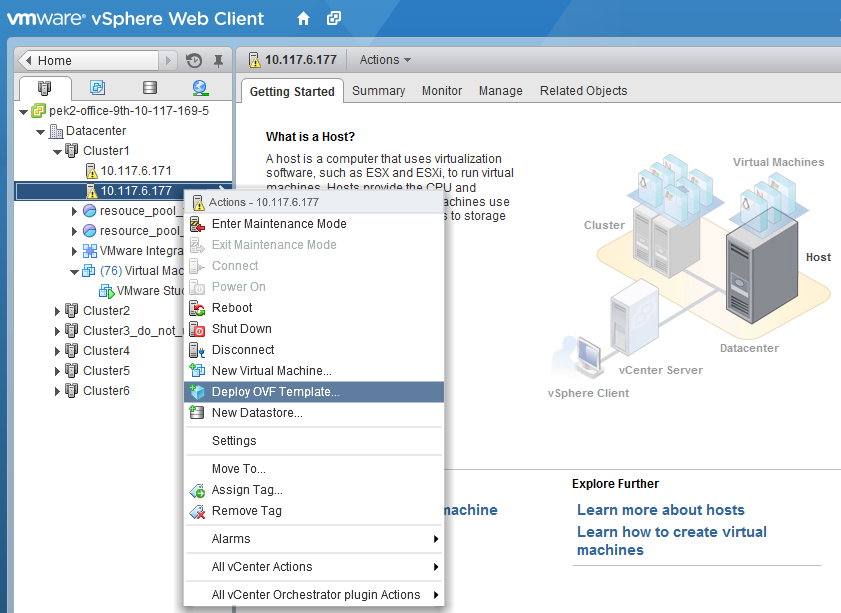 vmware® vSphere Web Client
Home
10.117.6.177
Actions
Getting Started
Summary
Monitor
Manage
Related Objects
pek2-office-9th-10-117-169-5
Datacenter
Cluster1
10.117.6.171
10.117.6.177
resouce_pool_
resouce_pool_
VMware Integra
(76) Virtual Mac
VMware Stu
Cluster2
Cluster3_do_not_
Cluster4
Cluster5
Cluster6
Actions - 10.117.6.177
Enter Maintenance Mode
Exit Maintenance Mode
Connect
Power On
Reboot
Shut Down
Disconnect
New Virtual Machine...
Deploy OVF Template...
New Datastore...
Settings
Move To...
Assign Tag...
Remove Tag
Alarms
All vCenter Actions
All vCenter Orchestrator plugin Actions
What is a Host?
A host is a computer that uses virtualization
software, such as ESX and ESXi, to run virtual
machines. Hosts provide the CPU and
achines use
s to storage
Virtual Machines
Cluster
Host
Datacenter
vCenter Server
vSphere Client
machine
Explore Further
Learn more about hosts
Learn how to create virtual
machines